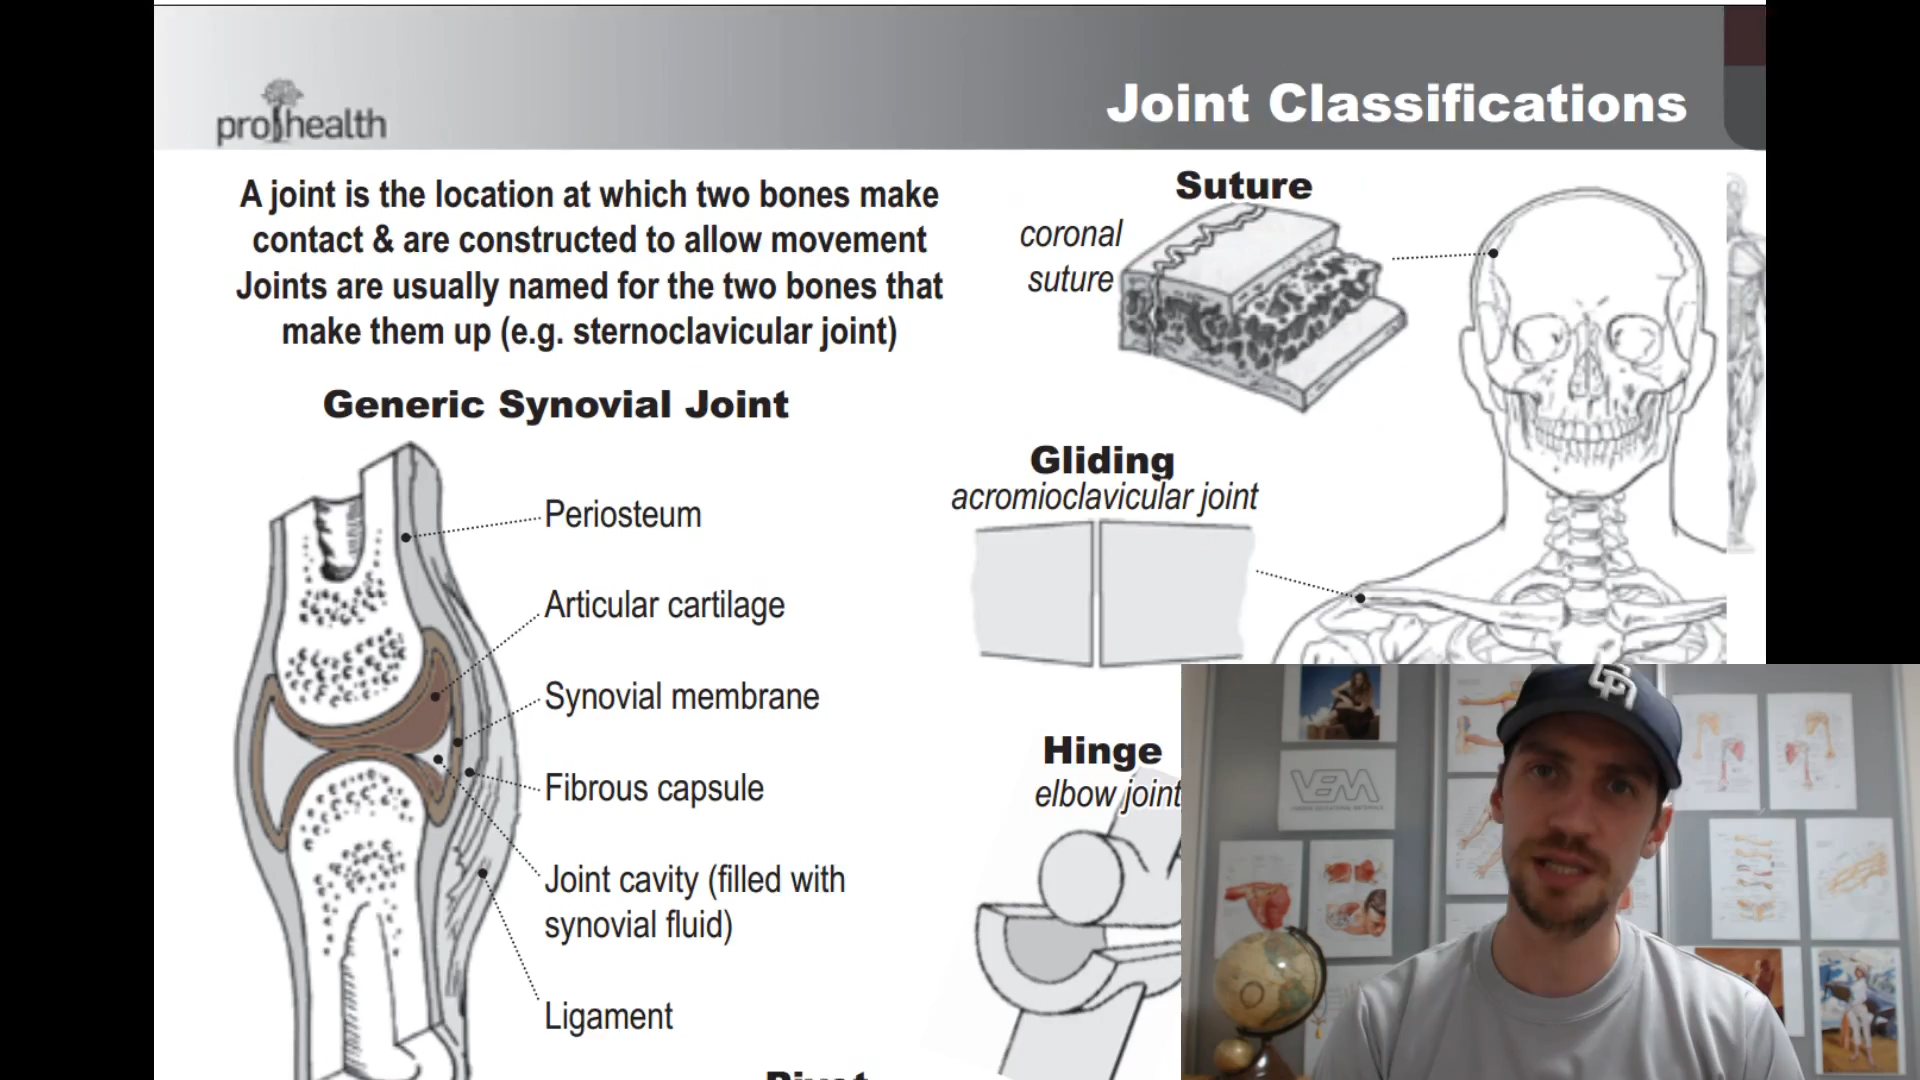 prohealth
Joint Classifications
A joint is the location at which two bones make
contact & are constructed to allow movement
Joints are usually named for the two bones that
make them up (e.g. sternoclavicular joint)
Generic Synovial Joint
Periosteum
Articular cartilage
Synovial membrane
Fibrous capsule
Joint cavity (filled with
synovial fluid)
Ligament
Suture
coronal
suture
Gliding
acromioclavicular joint
Hinge
elbow joint
VEM